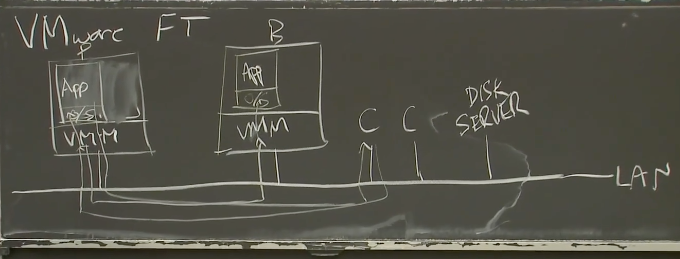 VMware FT
B
App
O/S
VMM
App
O/S
VMM
C
C
DISK
SERVER
LAN